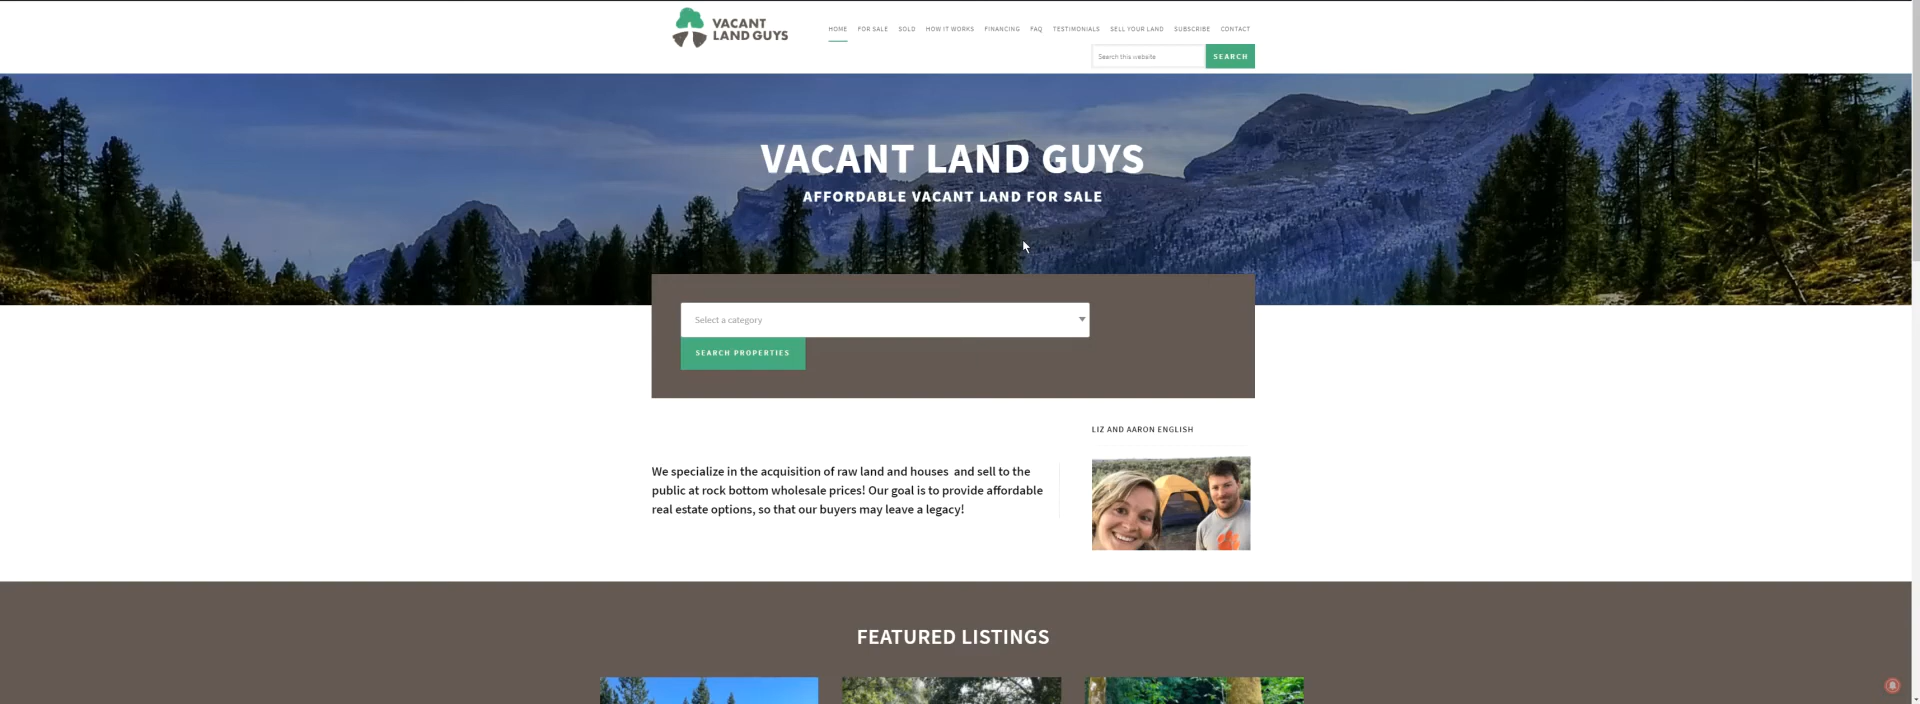 VACANT
LAND GUYS
HOME FOR SALE SOLD HOW IT WORKS FINANCING FAQ TESTIMONIALS SELL YOUR LAND SUBSCRIBE CONTACT
Search this website SEARCH
VACANT LAND GUYS
AFFORDABLE VACANT LAND FOR SALE
Select a category
SEARCH PROPERTIES
LIZ AND AARON ENGLISH
We specialize in the acquisition of raw land and houses and sell to the
public at rock bottom wholesale prices! Our goal is to provide affordable
real estate options, so that our buyers may leave a legacy!
FEATURED LISTINGS